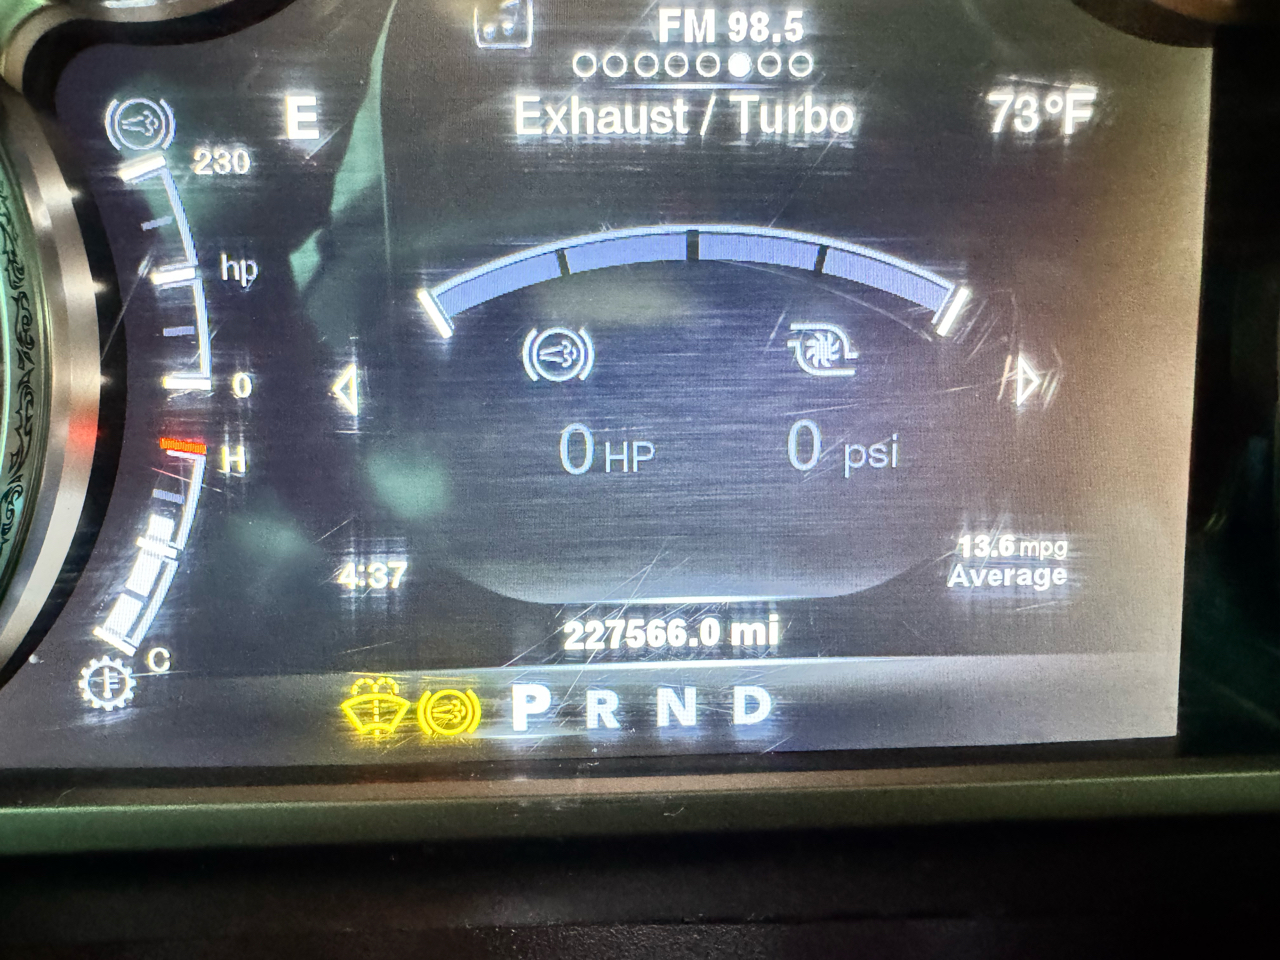 FM 98.5
E
Exhaust / Turbo
73°F
230
hp
0
0 HP
0 psi
H
4:37
13.6 mpg
Average
227566.0 mi
C
P R N D